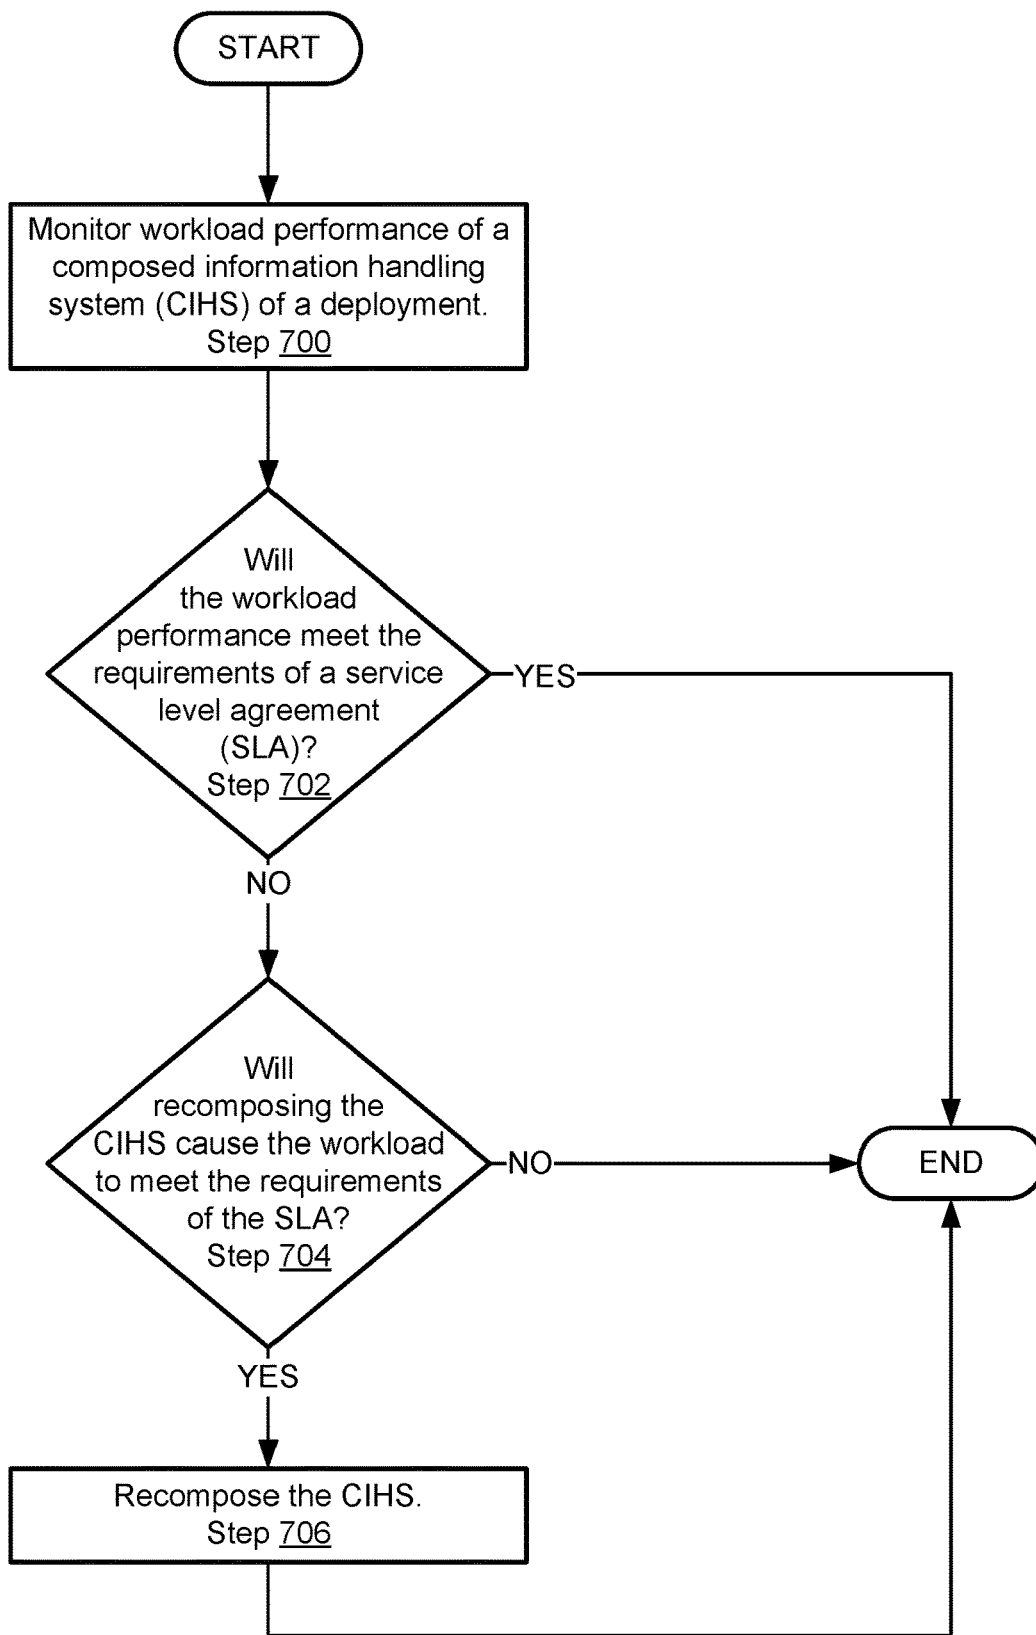 START
Monitor workload performance of a
composed information handling
system (CIHS) of a deployment.
Step 700
Will
the workload
performance meet the
requirements of a service
level agreement
(SLA)?
Step 702
YES
NO
Will
recomposing the
CIHS cause the workload
to meet the requirements
of the SLA?
Step 704
NO
END
YES
Recompose the CIHS.
Step 706